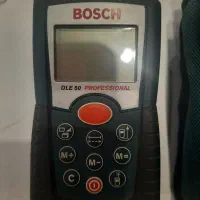 BOSCH
DLE 50 PROFESSIONAL
M+ M- M=
C